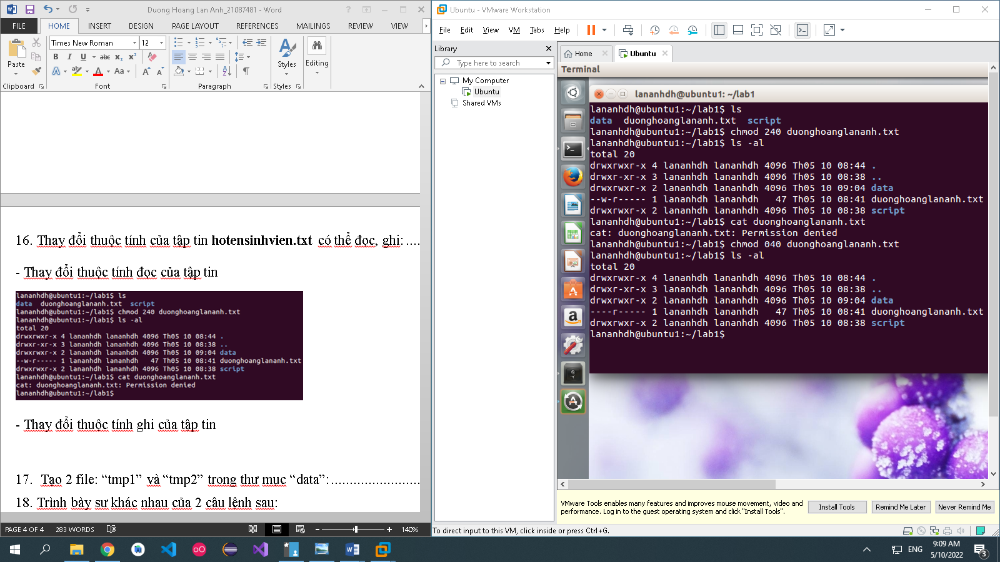 Duong Hoang Lan Anh_21087481 - Word
FILE HOME INSERT DESIGN PAGE LAYOUT REFERENCES MAILINGS REVIEW VIEW
Times New Roman 12
Paste
Styles
Editing
Clipboard Font Paragraph Styles
16. Thay đổi thuộc tính của tập tin hotensinhvien.txt có thể đọc, ghi: ....
- Thay đổi thuộc tính đọc của tập tin
lananhdh@ubuntu1:~/lab1$ ls
data duonghoanglananh.txt script
lananhdh@ubuntu1:~/lab1$ chmod 240 duonghoanglananh.txt
lananhdh@ubuntu1:~/lab1$ ls -al
total 20
drwxrwxr-x 4 lananhdh lananhdh 4096 Th05 10 08:44 .
drwxr-xr-x 3 lananhdh lananhdh 4096 Th05 10 08:38 ..
drwxrwxr-x 2 lananhdh lananhdh 4096 Th05 10 09:04 data
--w-r----- 1 lananhdh lananhdh 47 Th05 10 08:41 duonghoanglananh.txt
drwxrwxr-x 2 lananhdh lananhdh 4096 Th05 10 08:38 script
lananhdh@ubuntu1:~/lab1$ cat duonghoanglananh.txt
cat: duonghoanglananh.txt: Permission denied
lananhdh@ubuntu1:~/lab1$
- Thay đổi thuộc tính ghi của tập tin
17. Tạo 2 file: “tmp1” và “tmp2” trong thư mục “data”:........................
18. Trình bày sự khác nhau của 2 câu lệnh sau:
PAGE 4 OF 4 283 WORDS 140%
Ubuntu - VMware Workstation
File Edit View VM Tabs Help
Library
Type here to search
My Computer
Ubuntu
Shared VMs
Home Ubuntu
Terminal
lananhdh@ubuntu1: ~/lab1
lananhdh@ubuntu1:~/lab1$ ls
data duonghoanglananh.txt script
lananhdh@ubuntu1:~/lab1$ chmod 240 duonghoanglananh.txt
lananhdh@ubuntu1:~/lab1$ ls -al
total 20
drwxrwxr-x 4 lananhdh lananhdh 4096 Th05 10 08:44 .
drwxr-xr-x 3 lananhdh lananhdh 4096 Th05 10 08:38 ..
drwxrwxr-x 2 lananhdh lananhdh 4096 Th05 10 09:04 data
--w-r----- 1 lananhdh lananhdh 47 Th05 10 08:41 duonghoanglananh.txt
drwxrwxr-x 2 lananhdh lananhdh 4096 Th05 10 08:38 script
lananhdh@ubuntu1:~/lab1$ cat duonghoanglananh.txt
cat: duonghoanglananh.txt: Permission denied
lananhdh@ubuntu1:~/lab1$ chmod 040 duonghoanglananh.txt
lananhdh@ubuntu1:~/lab1$ ls -al
total 20
drwxrwxr-x 4 lananhdh lananhdh 4096 Th05 10 08:44 .
drwxr-xr-x 3 lananhdh lananhdh 4096 Th05 10 08:38 ..
drwxrwxr-x 2 lananhdh lananhdh 4096 Th05 10 09:04 data
----r----- 1 lananhdh lananhdh 47 Th05 10 08:41 duonghoanglananh.txt
drwxrwxr-x 2 lananhdh lananhdh 4096 Th05 10 08:38 script
lananhdh@ubuntu1:~/lab1$
VMware Tools enables many features and improves mouse movement, video and
performance. Log in to the guest operating system and click "Install Tools".
Install Tools Remind Me Later Never Remind Me
To direct input to this VM, click inside or press Ctrl+G.
ENG
9:09 AM
5/10/2022
3